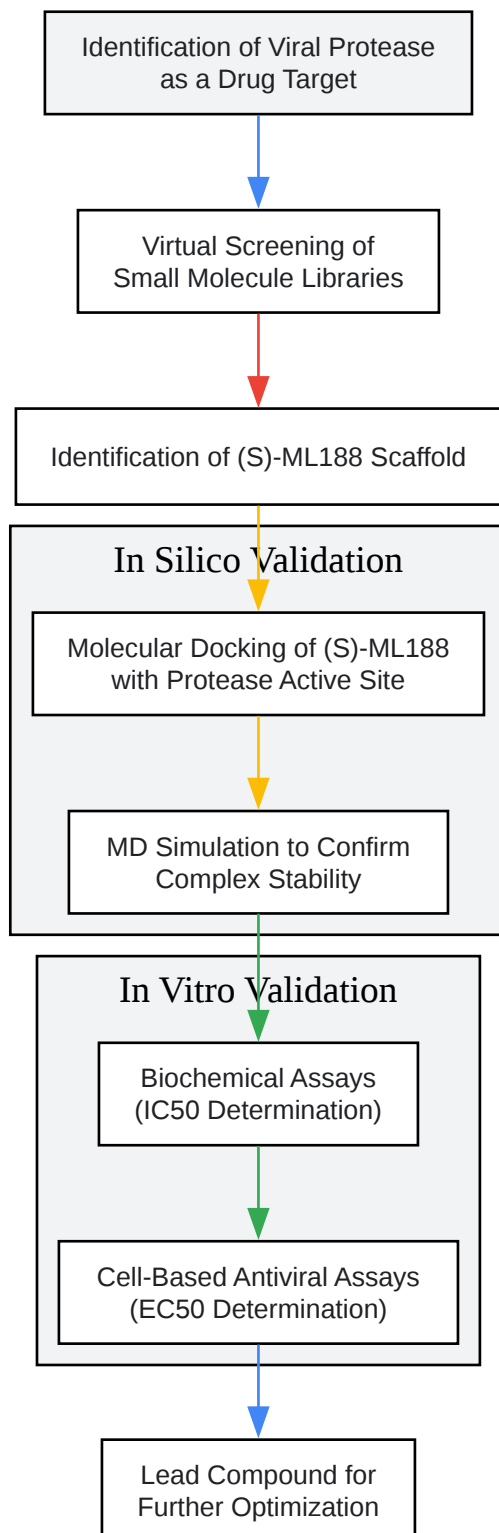 Identification of Viral Protease
as a Drug Target
Virtual Screening of
Small Molecule Libraries
Identification of (S)-ML188 Scaffold
In Silico Validation
Molecular Docking of (S)-ML188
with Protease Active Site
MD Simulation to Confirm
Complex Stability
In Vitro Validation
Biochemical Assays
(IC50 Determination)
Cell-Based Antiviral Assays
(EC50 Determination)
Lead Compound for
Further Optimization